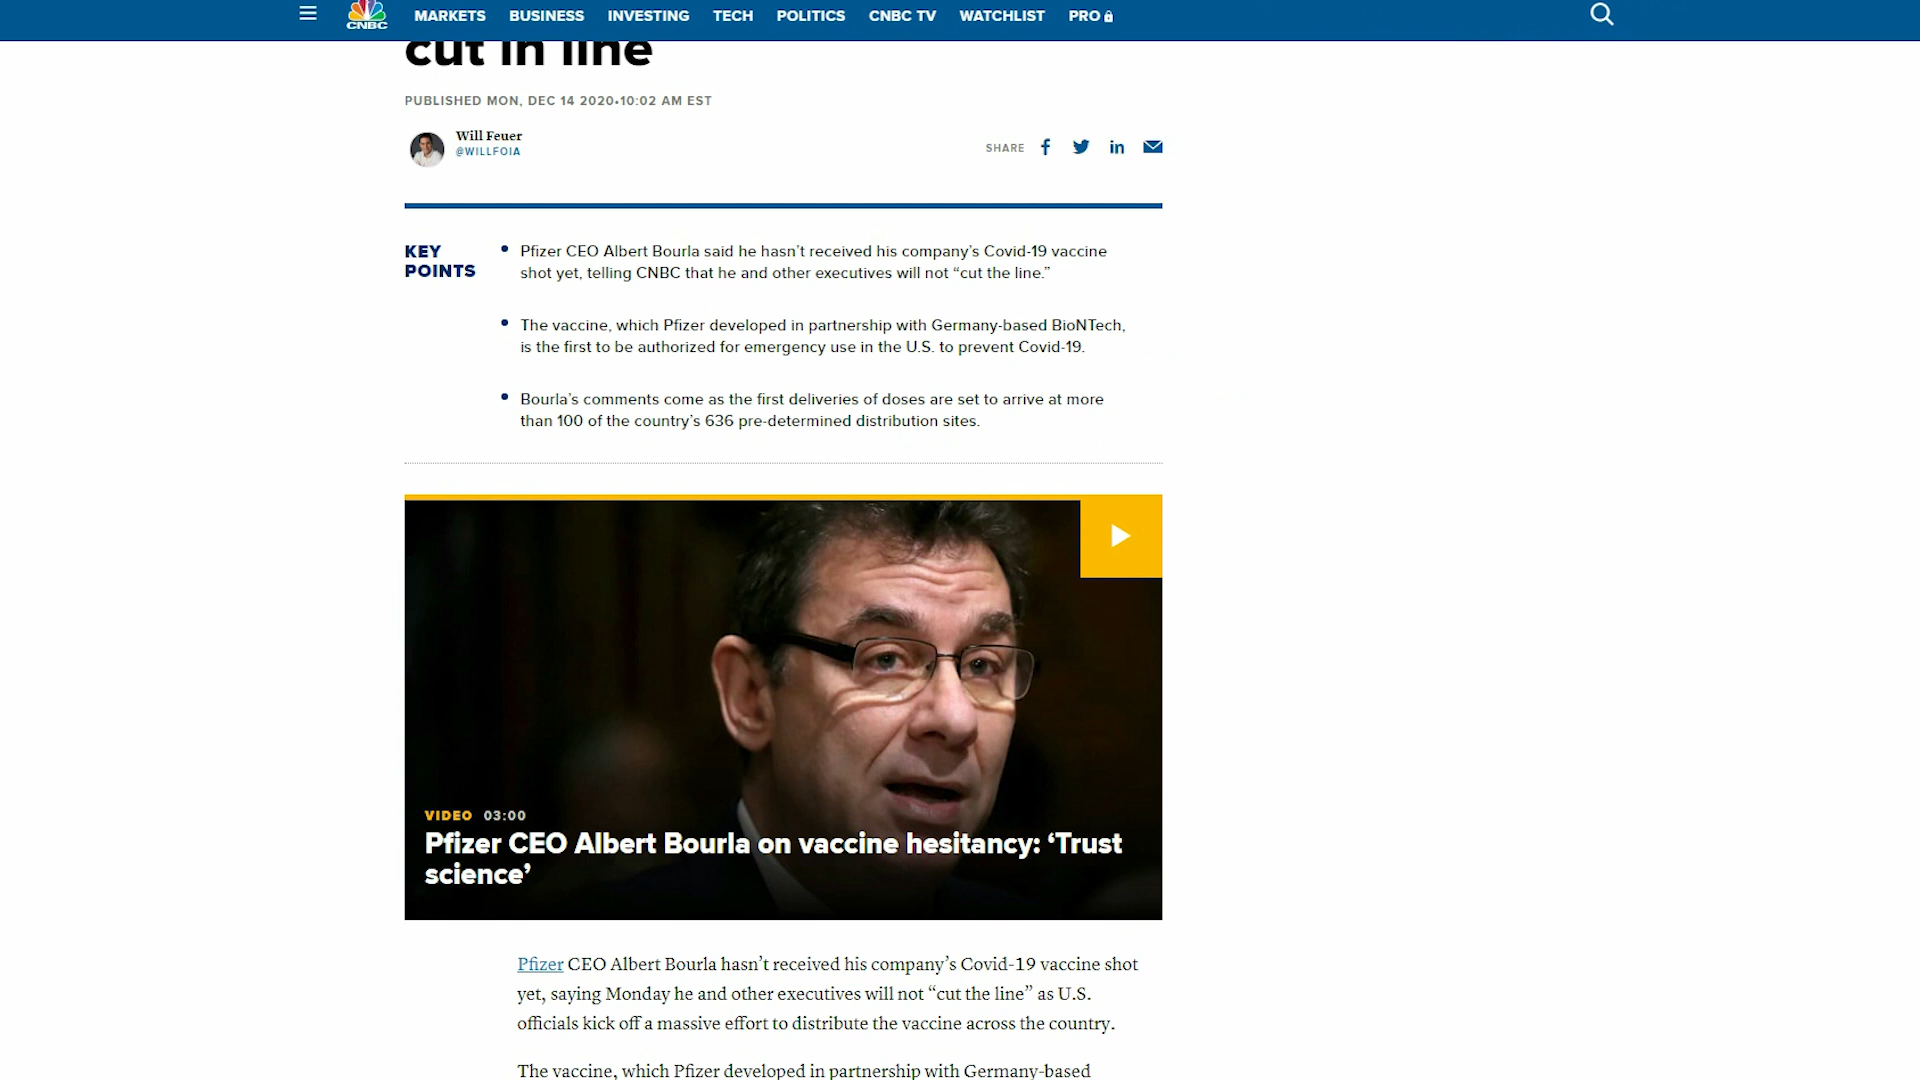 MARKETS BUSINESS INVESTING TECH POLITICS CNBC TV WATCHLIST PRO
CNBC
cut in line
PUBLISHED MON, DEC 14 2020•10:02 AM EST
Will Feuer
@WILLFOIA
SHARE
KEY
POINTS
Pfizer CEO Albert Bourla said he hasn’t received his company’s Covid-19 vaccine
shot yet, telling CNBC that he and other executives will not “cut the line.”
The vaccine, which Pfizer developed in partnership with Germany-based BioNTech,
is the first to be authorized for emergency use in the U.S. to prevent Covid-19.
Bourla’s comments come as the first deliveries of doses are set to arrive at more
than 100 of the country’s 636 pre-determined distribution sites.
VIDEO 03:00
Pfizer CEO Albert Bourla on vaccine hesitancy: ‘Trust
science’
Pfizer CEO Albert Bourla hasn’t received his company’s Covid-19 vaccine shot
yet, saying Monday he and other executives will not “cut the line” as U.S.
officials kick off a massive effort to distribute the vaccine across the country.
The vaccine, which Pfizer developed in partnership with Germany-based